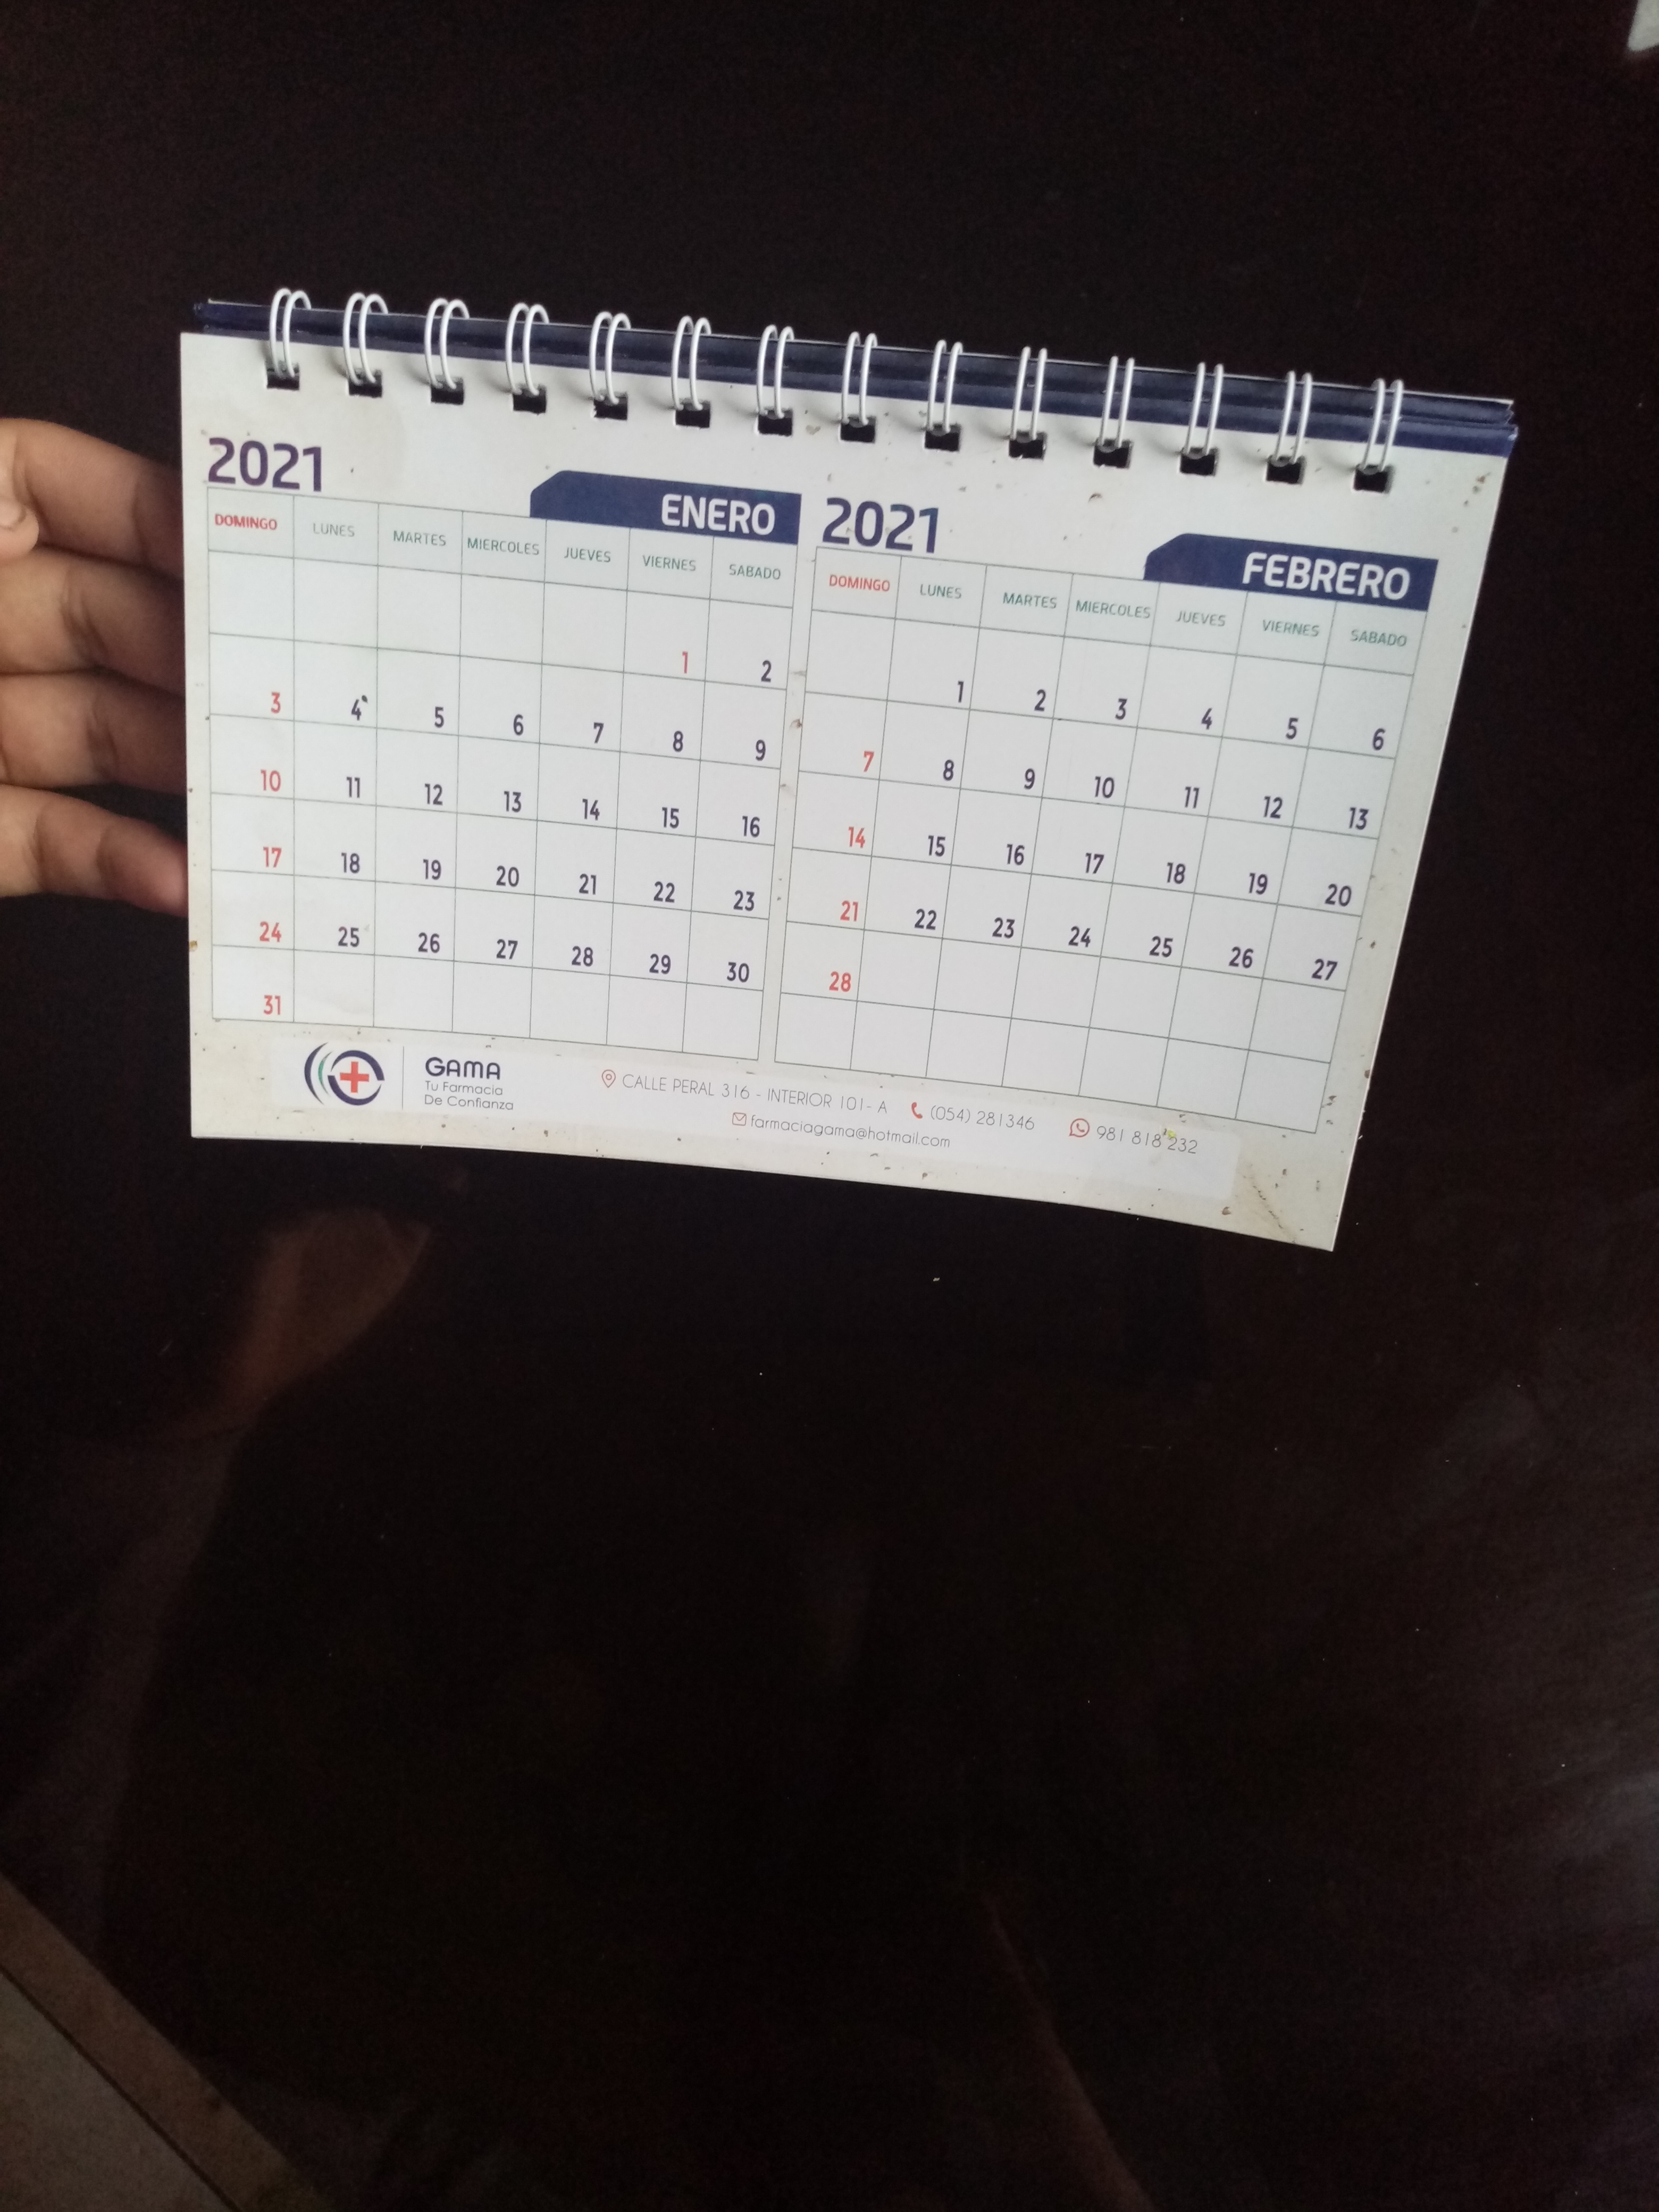 2021 ENERO
DOMINGO LUNES MARTES MIERCOLES JUEVES VIERNES SABADO
1 2
3 4 5 6 7 8 9
10 11 12 13 14 15 16
17 18 19 20 21 22 23
24 25 26 27 28 29 30
31
2021 FEBRERO
DOMINGO LUNES MARTES MIERCOLES JUEVES VIERNES SABADO
1 2 3 4 5 6
7 8 9 10 11 12 13
14 15 16 17 18 19 20
21 22 23 24 25 26 27
28
GAMA
Tu Farmacia
De Confianza
CALLE PERAL 316 - INTERIOR 101- A (054) 281346 981 818 232
farmaciagama@hotmail.com